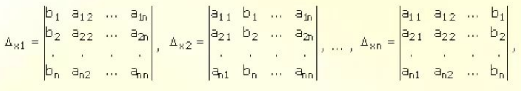 | b₁ a₁₂ ... a₁ₙ | | a₁₁ b₁ ... a₁ₙ | | a₁₁ a₁₂ ... b₁ |
Δₓ₁ = | b₂ a₂₂ ... a₂ₙ | , Δₓ₂ = | a₂₁ b₂ ... a₂ₙ | , ... , Δₓₙ = | a₂₁ a₂₂ ... b₂ | ,
| . . . . | | . . . . | | . . . . |
| bₙ aₙ₂ ... aₙₙ | | aₙ₁ bₙ ... aₙₙ | | aₙ₁ aₙ₂ ... bₙ |